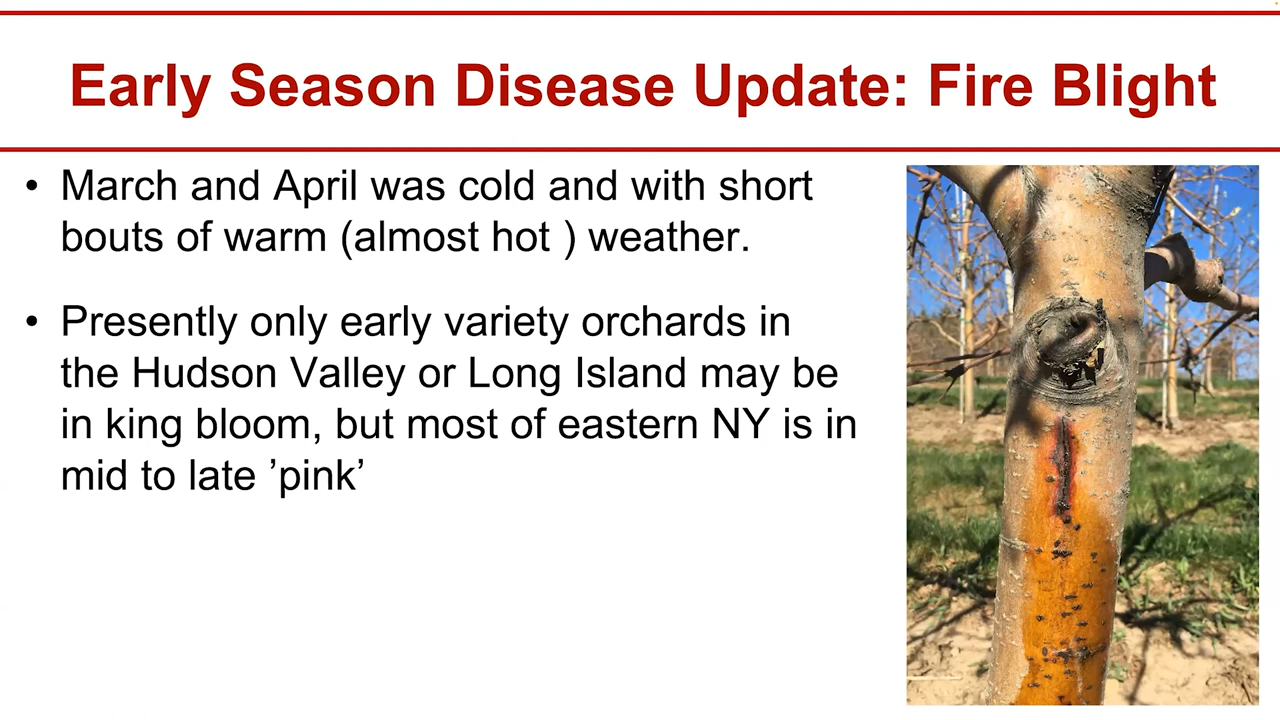 Early Season Disease Update: Fire Blight
• March and April was cold and with short
bouts of warm (almost hot ) weather.
• Presently only early variety orchards in
the Hudson Valley or Long Island may be
in king bloom, but most of eastern NY is in
mid to late ’pink’